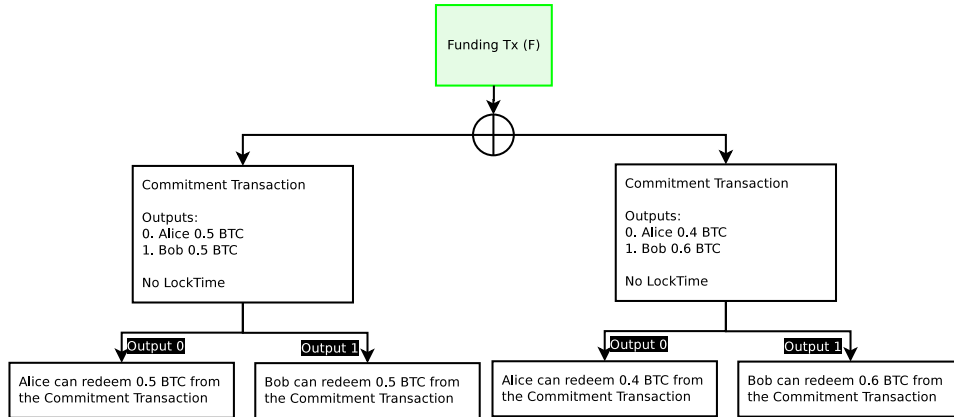 Funding Tx (F)
Commitment Transaction
Outputs:
0. Alice 0.5 BTC
1. Bob 0.5 BTC
No LockTime
Commitment Transaction
Outputs:
0. Alice 0.4 BTC
1. Bob 0.6 BTC
No LockTime
Output 0
Output 1
Output 0
Output 1
Alice can redeem 0.5 BTC from
the Commitment Transaction
Bob can redeem 0.5 BTC from
the Commitment Transaction
Alice can redeem 0.4 BTC from
the Commitment Transaction
Bob can redeem 0.6 BTC from
the Commitment Transaction